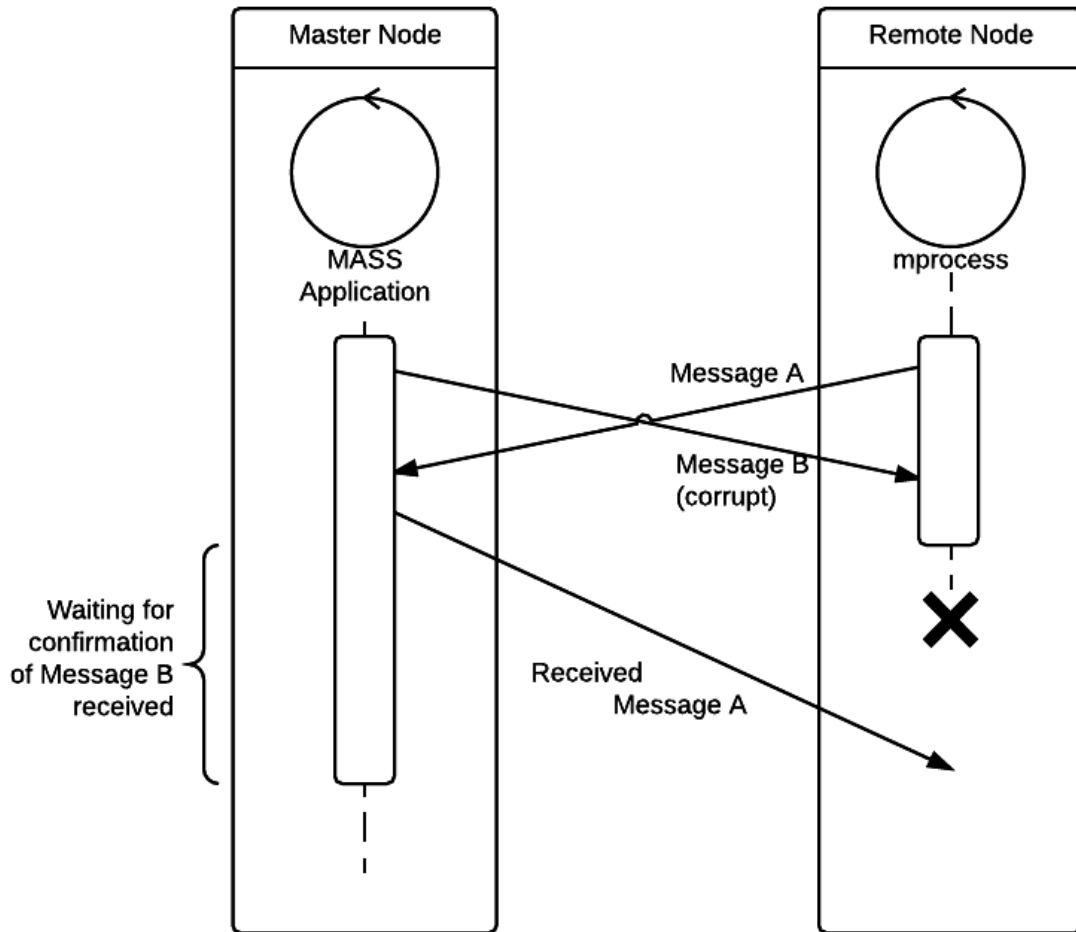 Master Node
Remote Node
MASS
Application
mprocess
Message A
Message B
(corrupt)
Waiting for
confirmation
of Message B
received
Received
Message A